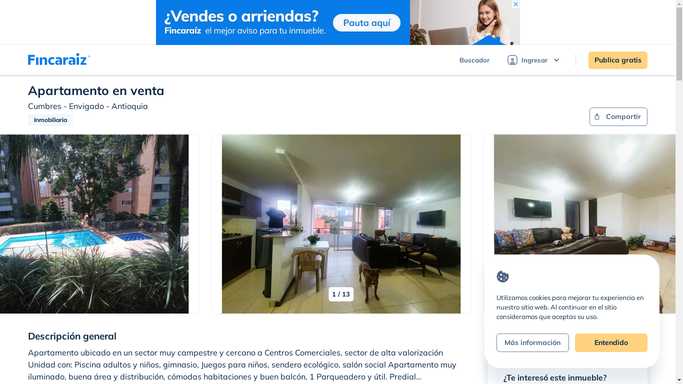 ¿Vendes o arriendas?
Fincaraíz el mejor aviso para tu inmueble.
Pauta aquí
Fincaraíz
Buscador
Ingresar
Publica gratis
Apartamento en venta
Cumbres - Envigado - Antioquia
Inmobiliaria
Compartir
1 / 13
Utilizamos cookies para mejorar tu experiencia en
nuestro sitio web. Al continuar en el sitio
consideramos que aceptas su uso.
Más información
Entendido
Descripción general
Apartamento ubicado en un sector muy campestre y cercano a Centros Comerciales, sector de alta valorización
Unidad con: Piscina adultos y niños, gimnasio, Juegos para niños, sendero ecológico, salón social Apartamento muy
iluminado, buena área y distribución, cómodas habitaciones y buen balcón, 1 Parqueadero y útil. Predial...
¿Te interesó este inmueble?